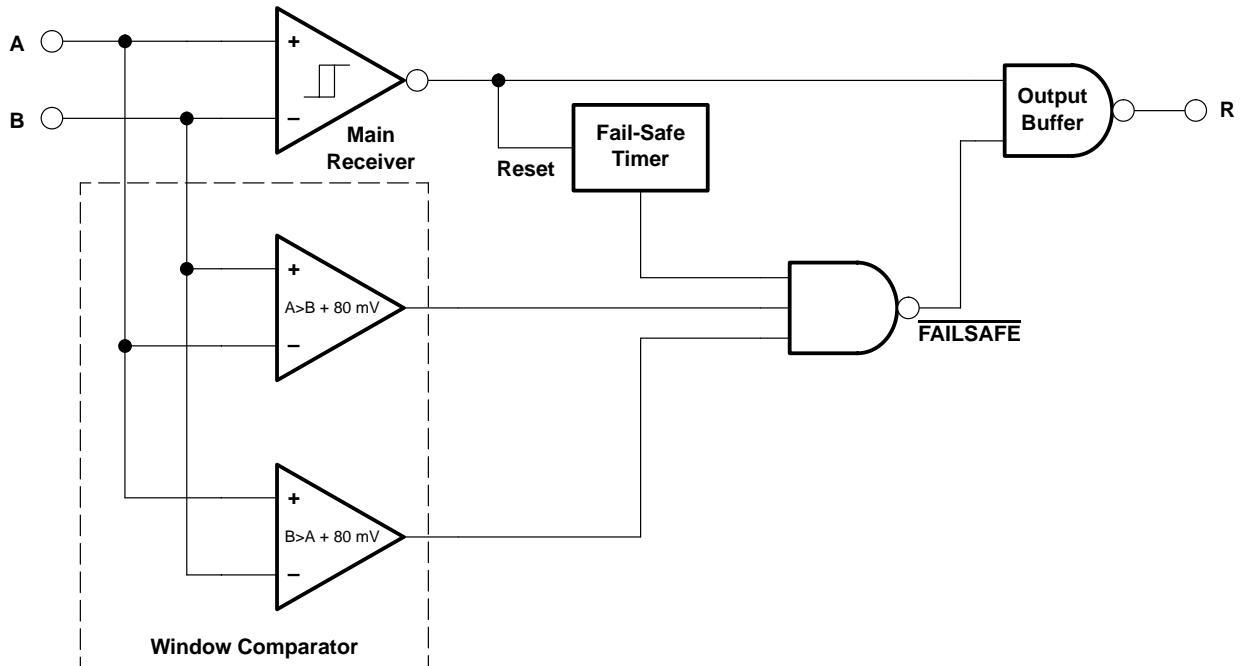 A
B
+
−
Main
Receiver
Reset
Fail-Safe
Timer
Output
Buffer
R
+
A>B + 80 mV
−
FAILSAFE
+
B>A + 80 mV
−
Window Comparator